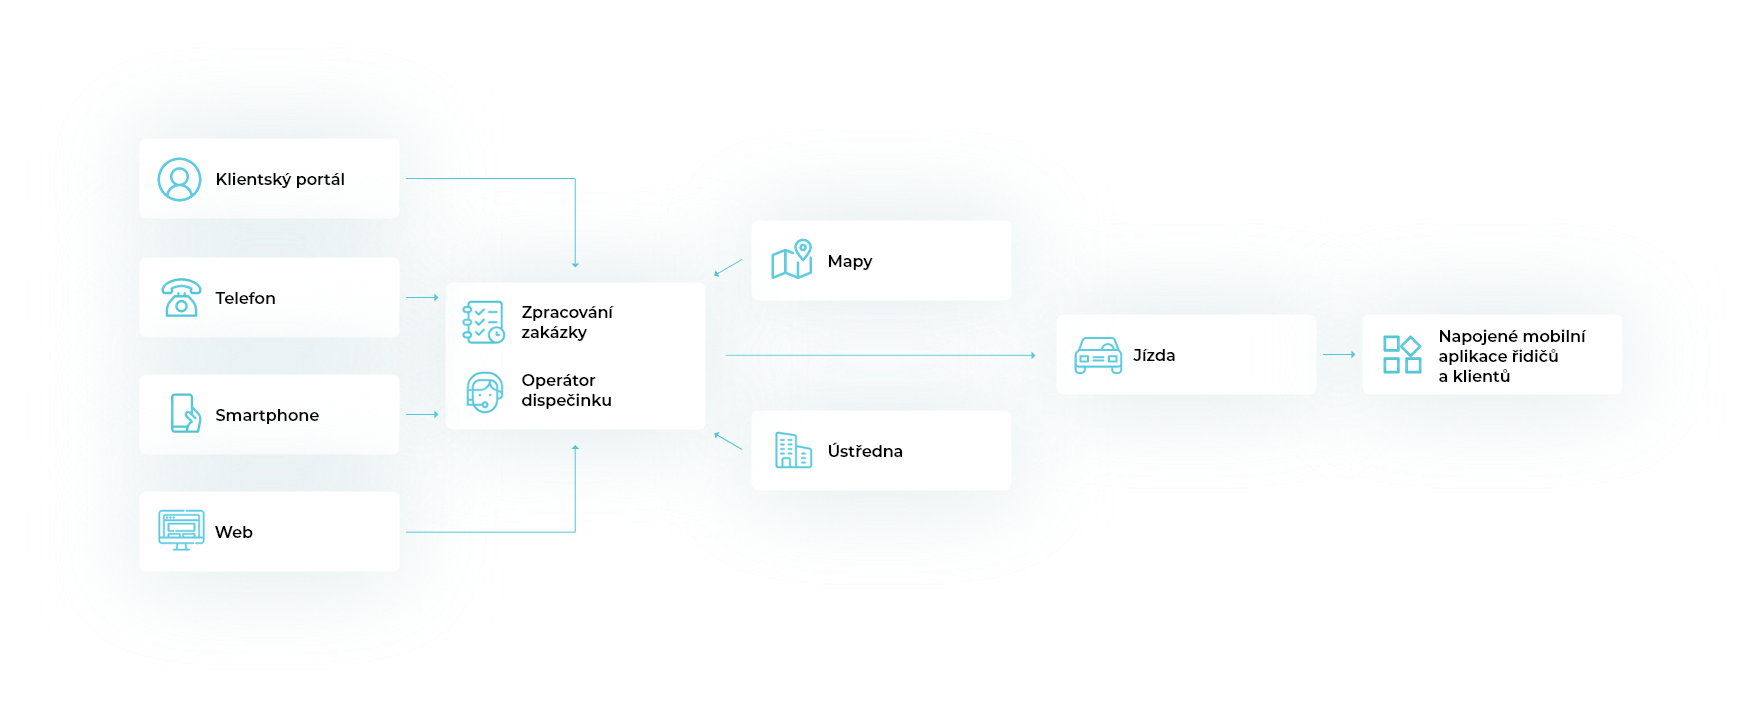 Klientský portál
Telefon
Smartphone
Web
Zpracování
zakázky
Operátor
dispečinku
Mapy
Ústředna
Jízda
Napojené mobilní
aplikace řidičů
a klientů